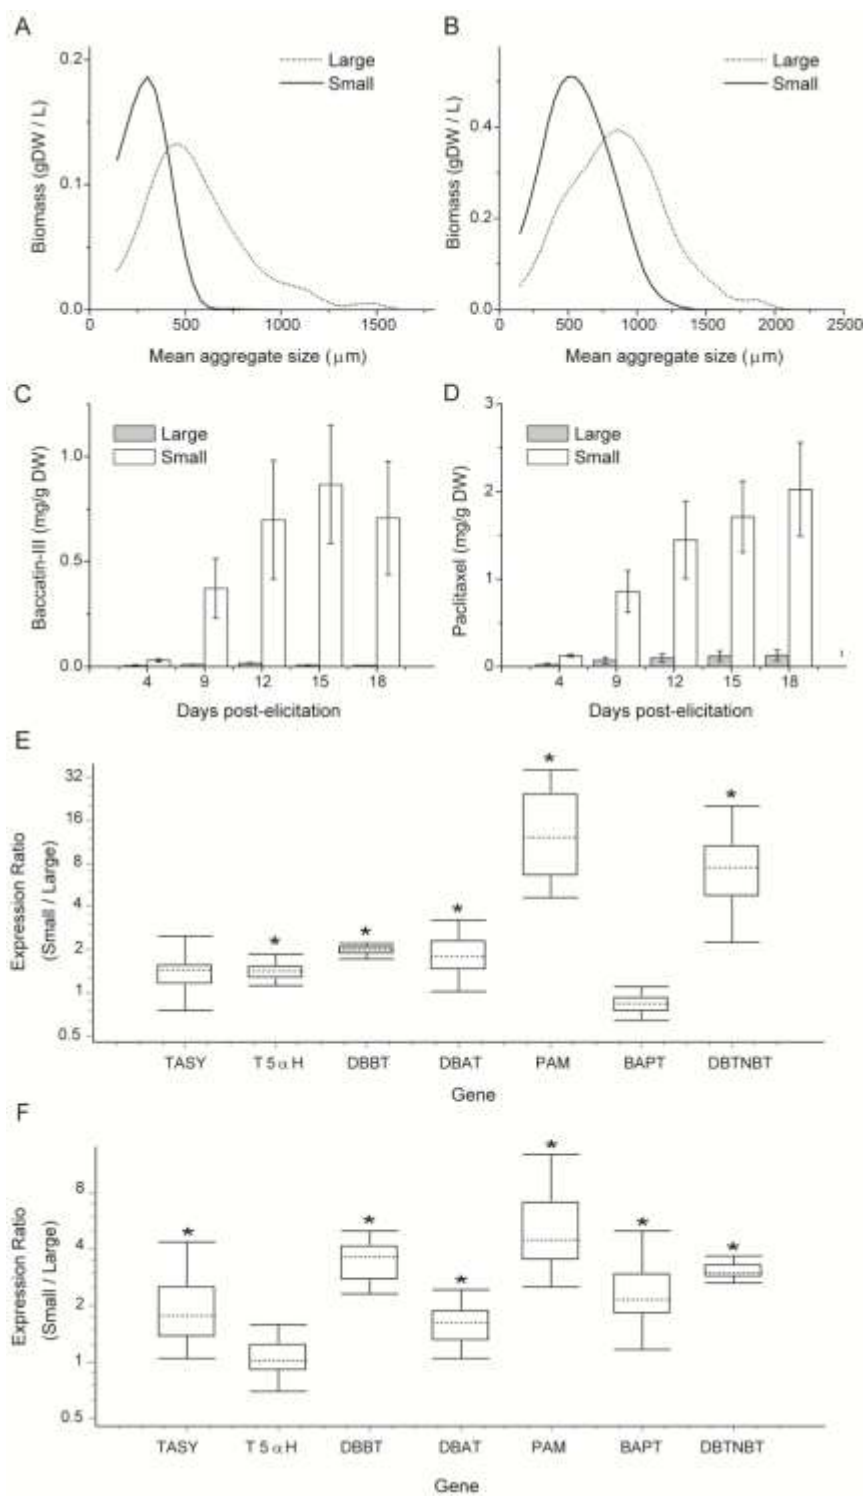 A
B
Large
Small
Large
Small
0.2
0.1
0.0
Biomass (gDW / L)
0.4
0.2
0.0
Biomass (gDW / L)
0 500 1000 1500
0 500 1000 1500 2000 2500
Mean aggregate size (μm)
Mean aggregate size (μm)
C
D
Large
Small
Large
Small
1.0
0.5
0.0
Baccatin-III (mg/g DW)
3
2
1
0
Paclitaxel (mg/g DW)
4 9 12 15 18
4 9 12 15 18
Days post-elicitation
Days post-elicitation
E
32
16
8
4
2
1
0.5
Expression Ratio
(Small / Large)
* * * * *
TASY T5αH DBBT DBAT PAM BAPT DBTNBT
Gene
F
8
4
2
1
0.5
Expression Ratio
(Small / Large)
* * * * * *
TASY T5αH DBBT DBAT PAM BAPT DBTNBT
Gene